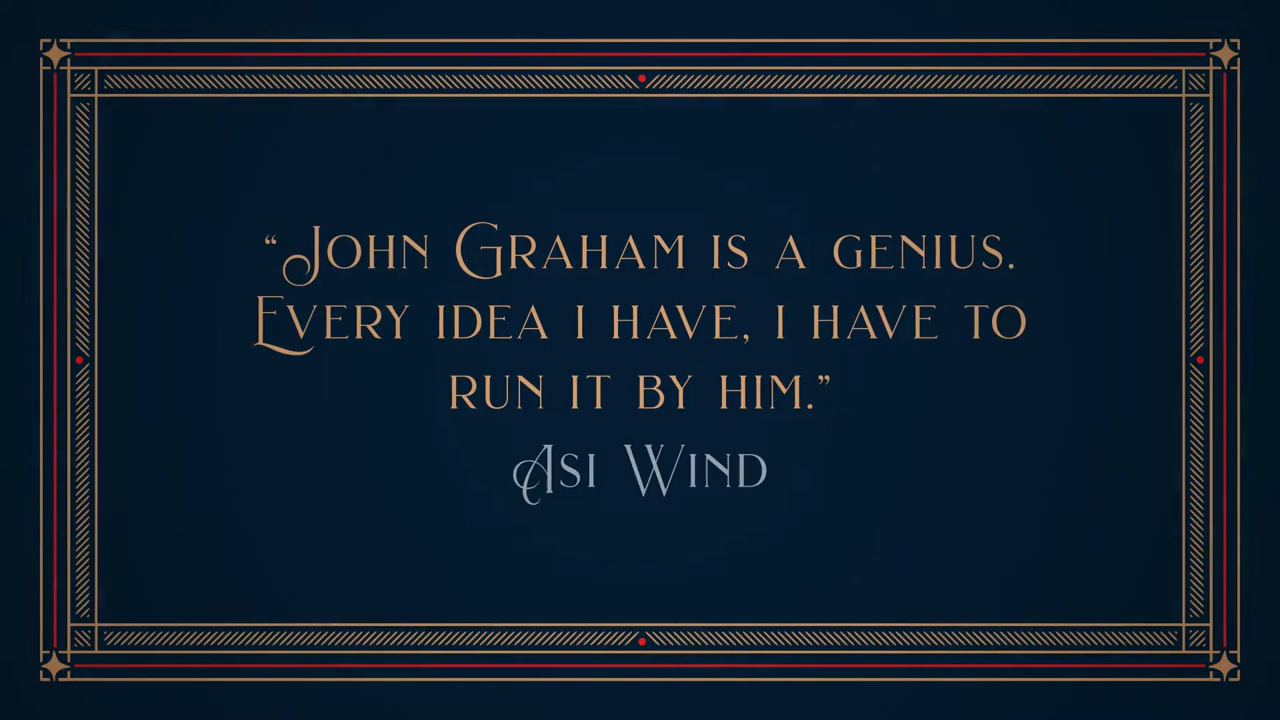 “John Graham is a genius.
Every idea I have, I have to
run it by him.”
Asi Wind